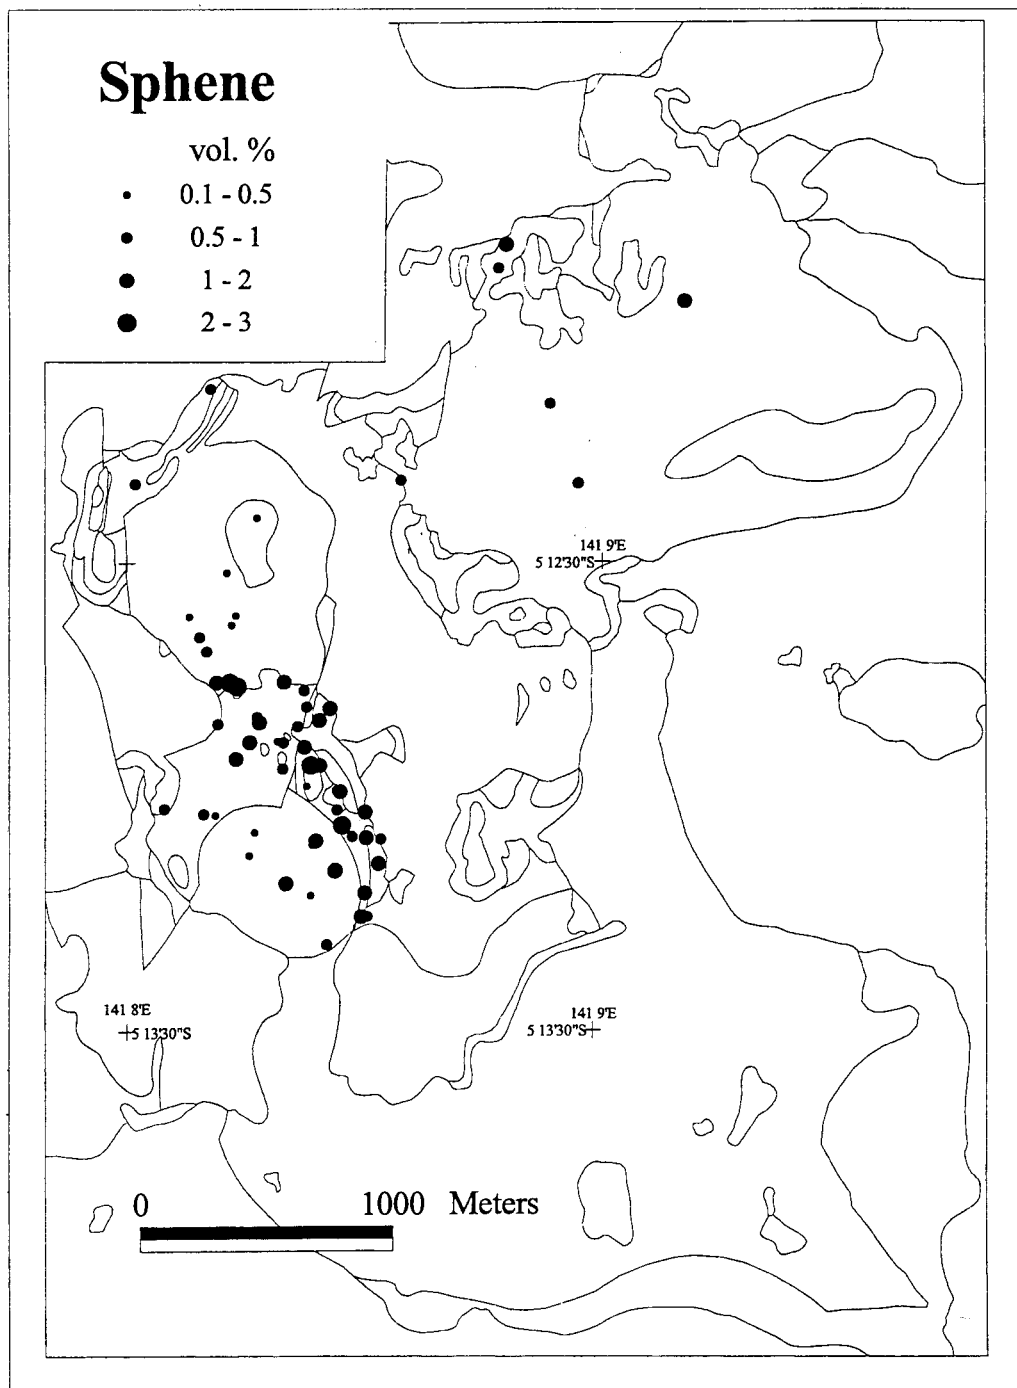 Sphene
vol. %
0.1 - 0.5
0.5 - 1
1 - 2
2 - 3
141 9'E
5 12'30"S
141 8'E
5 13'30"S
141 9'E
5 13'30"S
0 1000 Meters